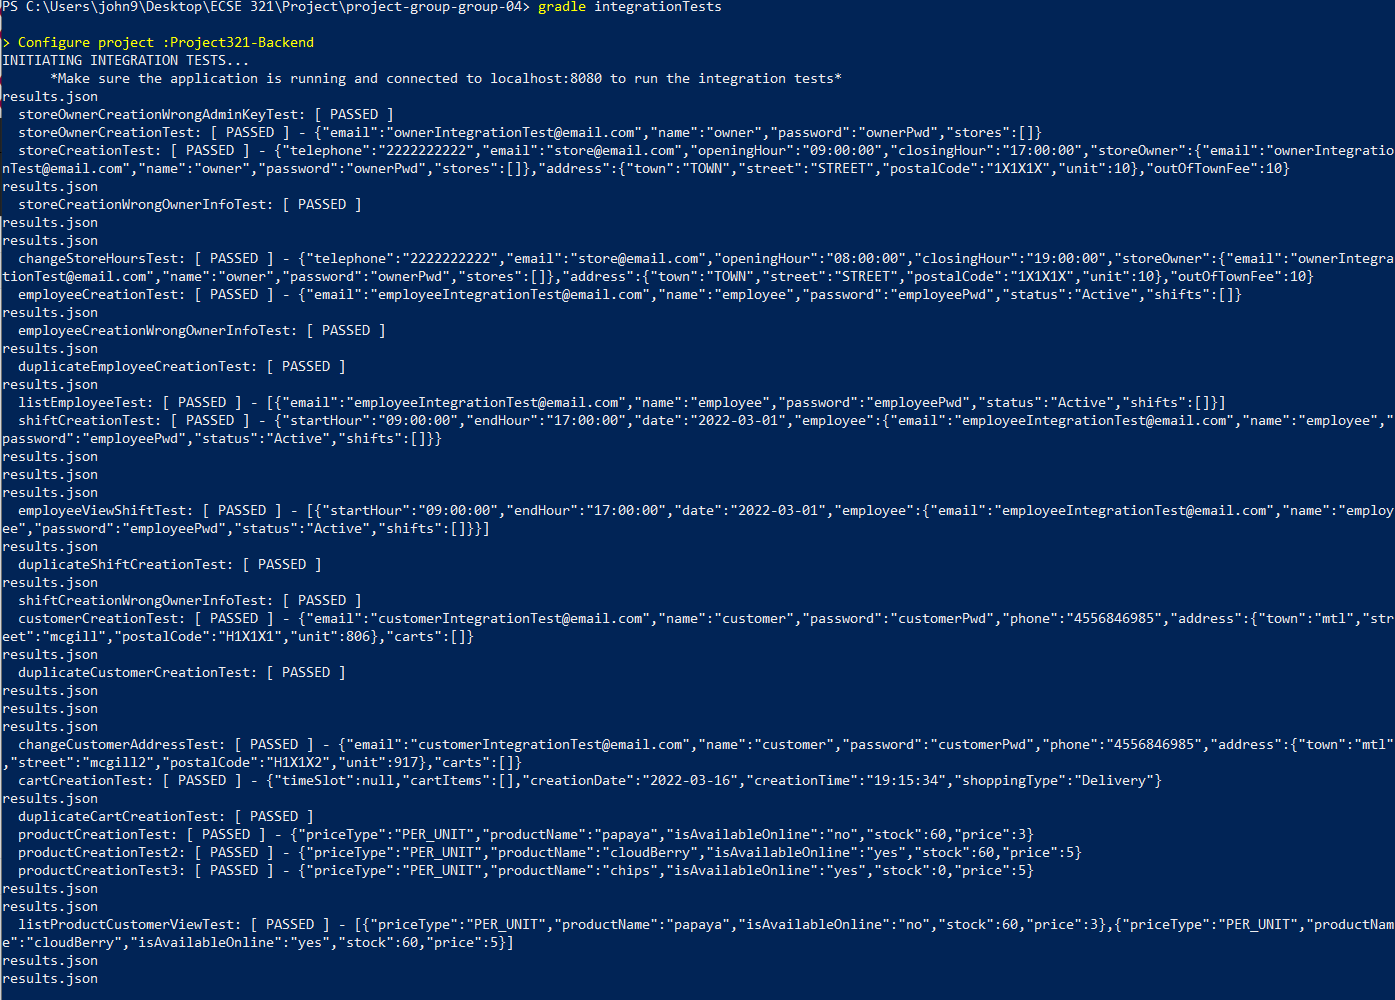 PS C:\Users\john9\Desktop\ECSE 321\Project\project-group-group-04> gradle integrationTests
> Configure project :Project321-Backend
INITIATING INTEGRATION TESTS...
*Make sure the application is running and connected to localhost:8080 to run the integration tests*
results.json
storeOwnerCreationWrongAdminKeyTest: [ PASSED ]
storeOwnerCreationTest: [ PASSED ] - {"email":"ownerIntegrationTest@email.com","name":"owner","password":"ownerPwd","stores":[]}
storeCreationTest: [ PASSED ] - {"telephone":"2222222222","email":"store@email.com","openingHour":"09:00:00","closingHour":"17:00:00","storeOwner":{"email":"ownerIntegratio
nTest@email.com","name":"owner","password":"ownerPwd","stores":[]},"address":{"town":"TOWN","street":"STREET","postalCode":"1X1X1X","unit":10},"outOfTownFee":10}
results.json
storeCreationWrongOwnerInfoTest: [ PASSED ]
results.json
results.json
changeStoreHoursTest: [ PASSED ] - {"telephone":"2222222222","email":"store@email.com","openingHour":"08:00:00","closingHour":"19:00:00","storeOwner":{"email":"ownerIntegra
tionTest@email.com","name":"owner","password":"ownerPwd","stores":[]},"address":{"town":"TOWN","street":"STREET","postalCode":"1X1X1X","unit":10},"outOfTownFee":10}
employeeCreationTest: [ PASSED ] - {"email":"employeeIntegrationTest@email.com","name":"employee","password":"employeePwd","status":"Active","shifts":[]}
results.json
employeeCreationWrongOwnerInfoTest: [ PASSED ]
results.json
duplicateEmployeeCreationTest: [ PASSED ]
results.json
listEmployeeTest: [ PASSED ] - [{"email":"employeeIntegrationTest@email.com","name":"employee","password":"employeePwd","status":"Active","shifts":[]}]
shiftCreationTest: [ PASSED ] - {"startHour":"09:00:00","endHour":"17:00:00","date":"2022-03-01","employee":{"email":"employeeIntegrationTest@email.com","name":"employee","
password":"employeePwd","status":"Active","shifts":[]}}
results.json
results.json
results.json
employeeViewShiftTest: [ PASSED ] - [{"startHour":"09:00:00","endHour":"17:00:00","date":"2022-03-01","employee":{"email":"employeeIntegrationTest@email.com","name":"employ
ee","password":"employeePwd","status":"Active","shifts":[]}}]
results.json
duplicateShiftCreationTest: [ PASSED ]
results.json
shiftCreationWrongOwnerInfoTest: [ PASSED ]
customerCreationTest: [ PASSED ] - {"email":"customerIntegrationTest@email.com","name":"customer","password":"customerPwd","phone":"4556846985","address":{"town":"mtl","str
eet":"mcgill","postalCode":"H1X1X1","unit":806},"carts":[]}
results.json
duplicateCustomerCreationTest: [ PASSED ]
results.json
results.json
results.json
changeCustomerAddressTest: [ PASSED ] - {"email":"customerIntegrationTest@email.com","name":"customer","password":"customerPwd","phone":"4556846985","address":{"town":"mtl"
,"street":"mcgill2","postalCode":"H1X1X2","unit":917},"carts":[]}
cartCreationTest: [ PASSED ] - {"timeSlot":null,"cartItems":[],"creationDate":"2022-03-16","creationTime":"19:15:34","shoppingType":"Delivery"}
results.json
duplicateCartCreationTest: [ PASSED ]
productCreationTest: [ PASSED ] - {"priceType":"PER_UNIT","productName":"papaya","isAvailableOnline":"no","stock":60,"price":3}
productCreationTest2: [ PASSED ] - {"priceType":"PER_UNIT","productName":"cloudBerry","isAvailableOnline":"yes","stock":60,"price":5}
productCreationTest3: [ PASSED ] - {"priceType":"PER_UNIT","productName":"chips","isAvailableOnline":"yes","stock":0,"price":5}
results.json
results.json
listProductCustomerViewTest: [ PASSED ] - [{"priceType":"PER_UNIT","productName":"papaya","isAvailableOnline":"no","stock":60,"price":3},{"priceType":"PER_UNIT","productNam
e":"cloudBerry","isAvailableOnline":"yes","stock":60,"price":5}]
results.json
results.json